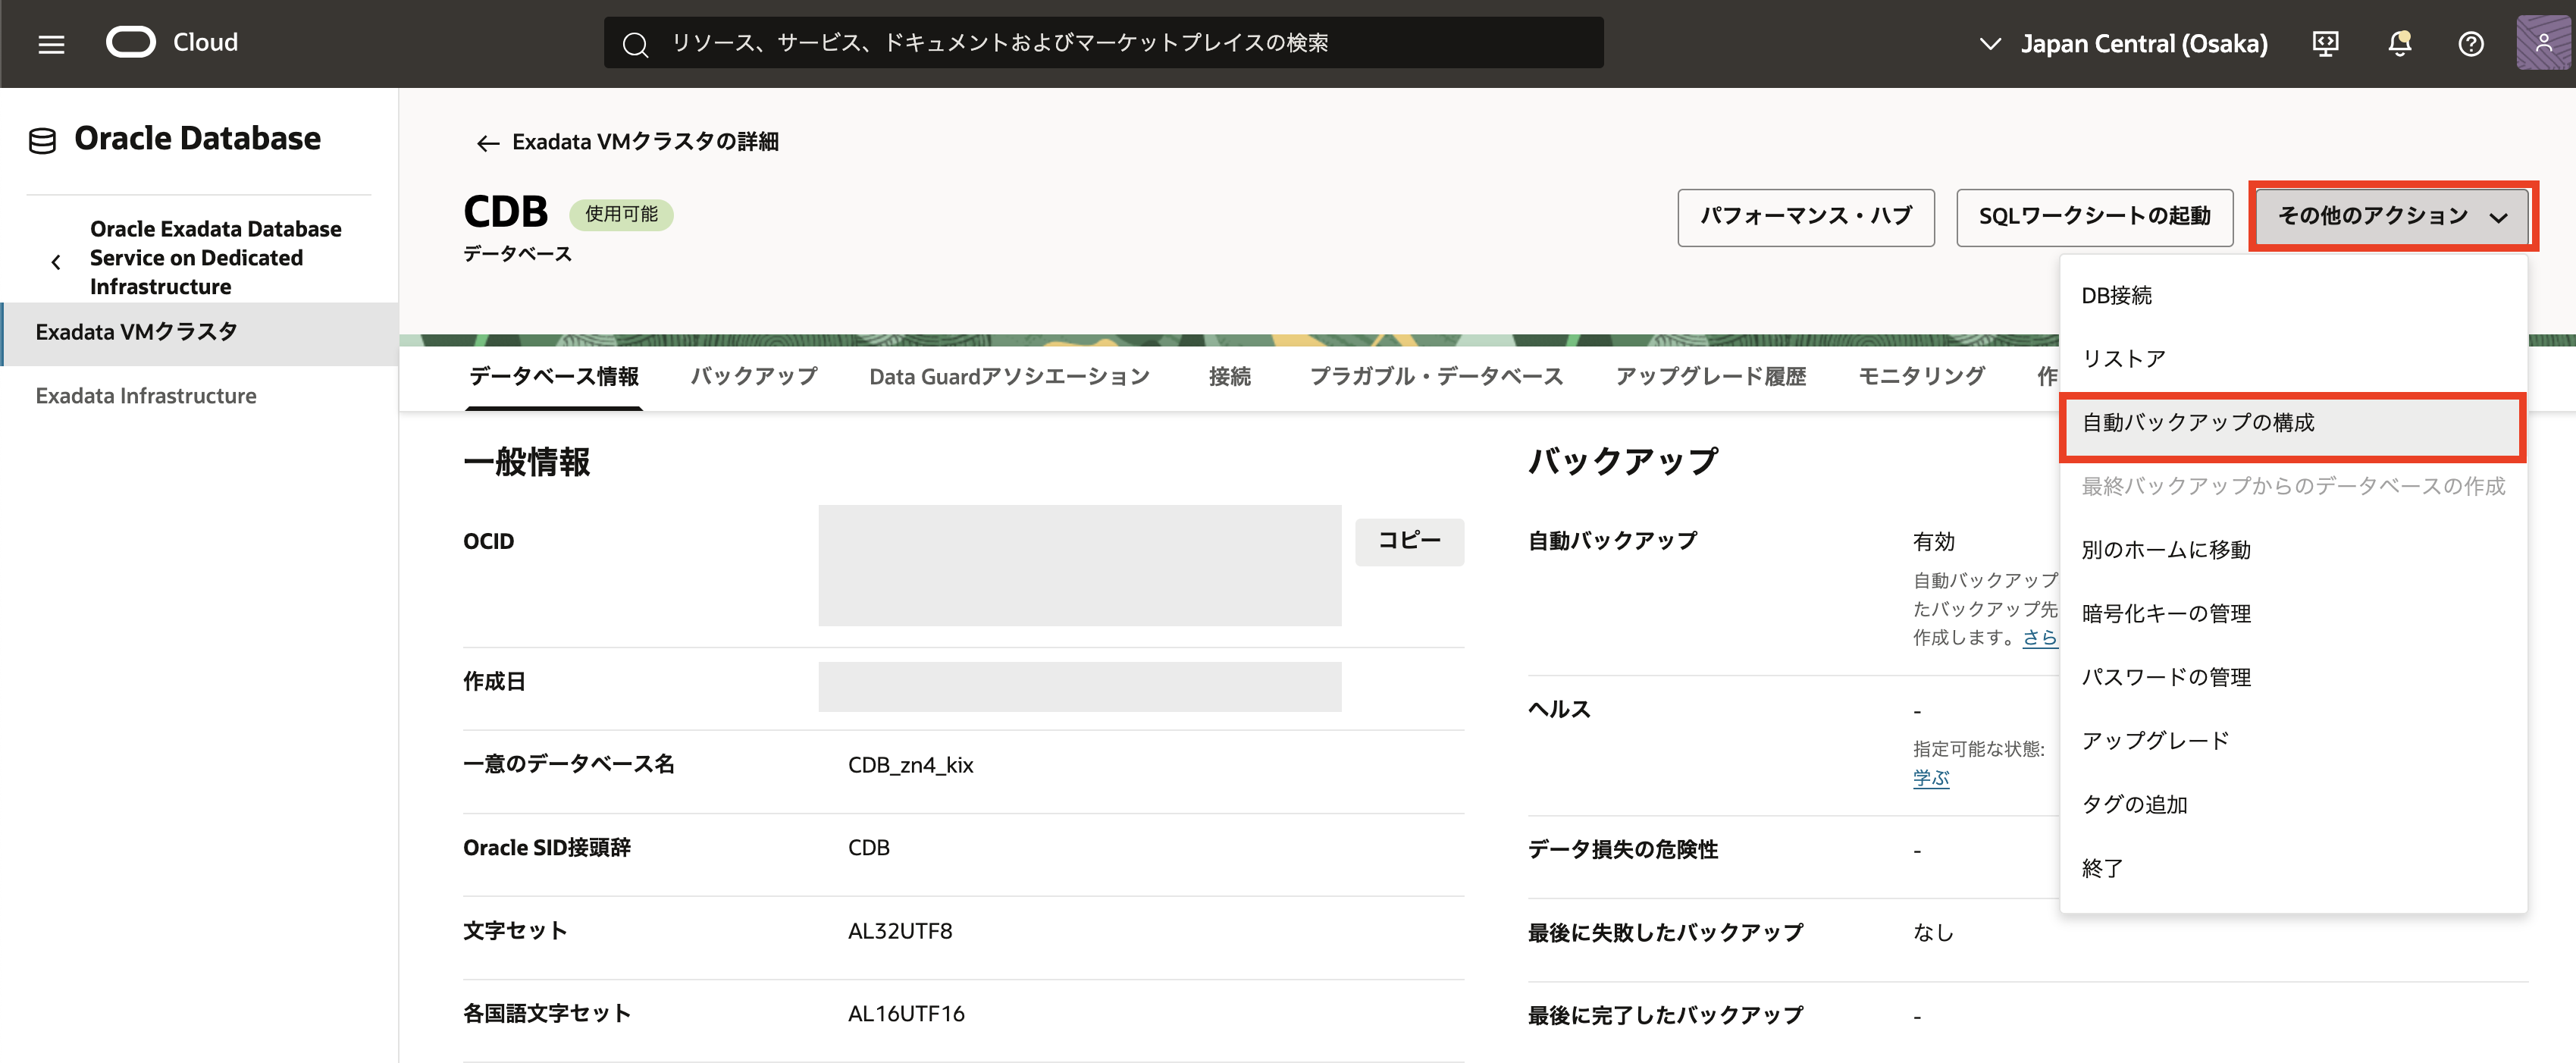 Cloud
リソース、サービス、ドキュメントおよびマーケットプレイスの検索
Japan Central (Osaka)
Oracle Database
Oracle Exadata Database
Service on Dedicated
Infrastructure
Exadata VMクラスタ
Exadata Infrastructure
Exadata VMクラスタの詳細
CDB
使用可能
データベース
パフォーマンス・ハブ
SQLワークシートの起動
その他のアクション
DB接続
リストア
自動バックアップの構成
最終バックアップからのデータベースの作成
別のホームに移動
暗号化キーの管理
パスワードの管理
アップグレード
タグの追加
終了
データベース情報
バックアップ
Data Guardアソシエーション
接続
プラガブル・データベース
アップグレード履歴
モニタリング
作
一般情報
OCID
コピー
作成日
一意のデータベース名
CDB_zn4_kix
Oracle SID接頭辞
CDB
文字セット
AL32UTF8
各国語文字セット
AL16UTF16
バックアップ
自動バックアップ
有効
自動バックアップ
たバックアップ先
作成します。さら
ヘルス
-
指定可能な状態:
学ぶ
データ損失の危険性
-
最後に失敗したバックアップ
なし
最後に完了したバックアップ
-